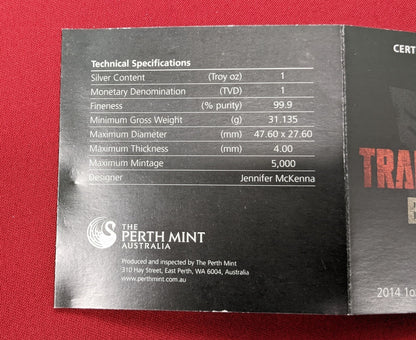 Technical Specifications
Silver Content (Troy oz) 1
Monetary Denomination (TVD) 1
Fineness (% purity) 99.9
Minimum Gross Weight (g) 31.135
Maximum Diameter (mm) 47.60 x 27.60
Maximum Thickness (mm) 4.00
Maximum Mintage 5,000
Designer Jennifer McKenna
THE
PERTH MINT
AUSTRALIA
Produced and inspected by The Perth Mint
310 Hay Street, East Perth, WA 6004, Australia
www.perthmint.com.au
CERT
TRA
E
2014 1o